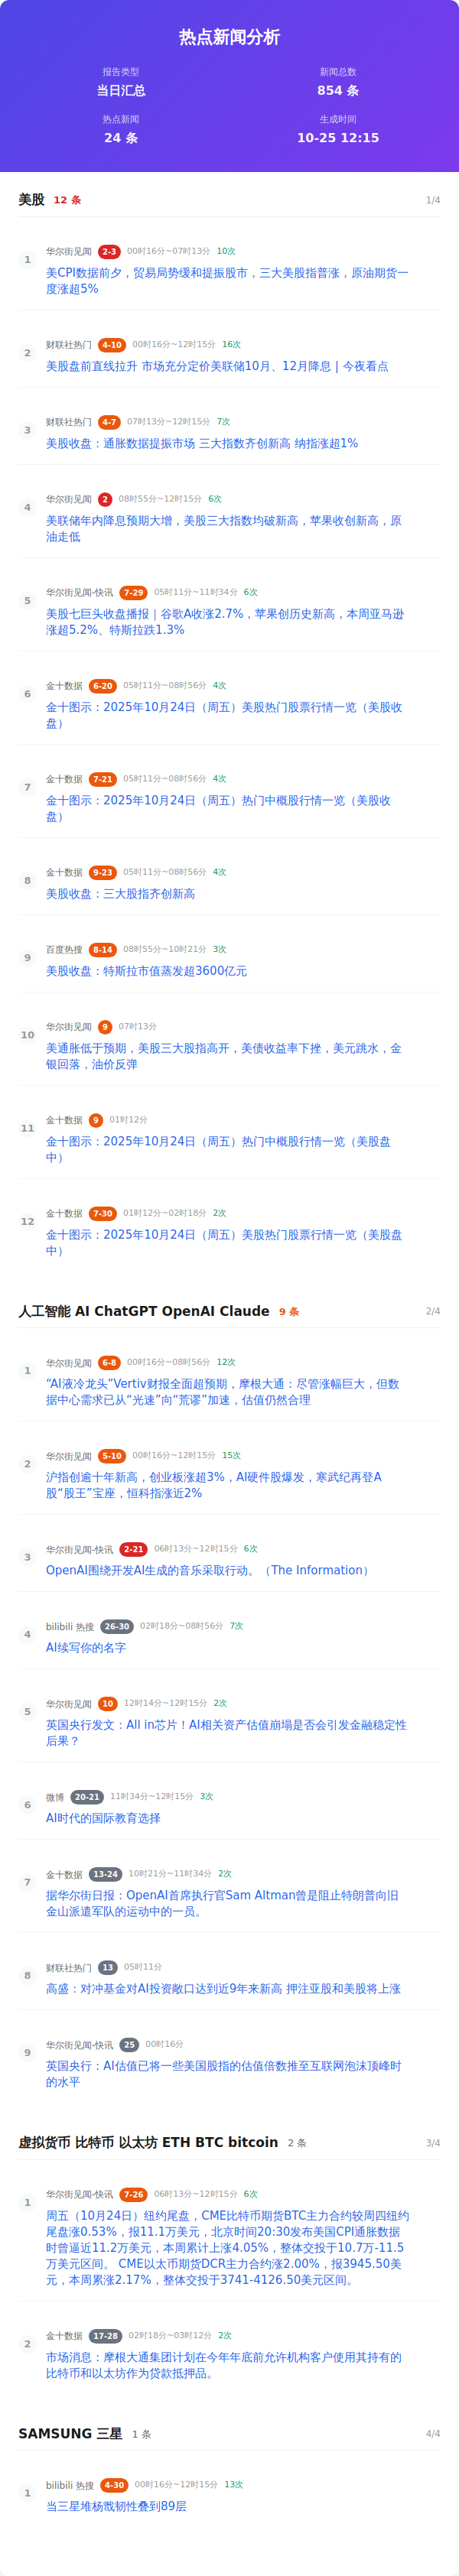 热点新闻分析
报告类型
当日汇总
新闻总数
854 条
热点新闻
24 条
生成时间
10-25 12:15
美股 12 条 1/4
1
华尔街见闻 2-3 00时16分~07时13分 10次
美CPI数据前夕，贸易局势缓和提振股市，三大美股指普涨，原油期货一
度涨超5%
2
财联社热门 4-10 00时16分~12时15分 16次
美股盘前直线拉升 市场充分定价美联储10月、12月降息 | 今夜看点
3
财联社热门 4-7 07时13分~12时15分 7次
美股收盘：通胀数据提振市场 三大指数齐创新高 纳指涨超1%
4
华尔街见闻 2 08时55分~12时15分 6次
美联储年内降息预期大增，美股三大指数均破新高，苹果收创新高，原
油走低
5
华尔街见闻-快讯 7-29 05时11分~11时34分 6次
美股七巨头收盘播报｜谷歌A收涨2.7%，苹果创历史新高，本周亚马逊
涨超5.2%、特斯拉跌1.3%
6
金十数据 6-20 05时11分~08时56分 4次
金十图示：2025年10月24日（周五）美股热门股票行情一览（美股收
盘）
7
金十数据 7-21 05时11分~08时56分 4次
金十图示：2025年10月24日（周五）热门中概股行情一览（美股收
盘）
8
金十数据 9-23 05时11分~08时56分 4次
美股收盘：三大股指齐创新高
9
百度热搜 8-14 08时55分~10时21分 3次
美股收盘：特斯拉市值蒸发超3600亿元
10
华尔街见闻 9 07时13分
美通胀低于预期，美股三大股指高开，美债收益率下挫，美元跳水，金
银回落，油价反弹
11
金十数据 9 01时12分
金十图示：2025年10月24日（周五）热门中概股行情一览（美股盘
中）
12
金十数据 7-30 01时12分~02时18分 2次
金十图示：2025年10月24日（周五）美股热门股票行情一览（美股盘
中）
人工智能 AI ChatGPT OpenAI Claude 9 条 2/4
1
华尔街见闻 6-8 00时16分~08时56分 12次
“AI液冷龙头”Vertiv财报全面超预期，摩根大通：尽管涨幅巨大，但数
据中心需求已从“光速”向“荒谬”加速，估值仍然合理
2
华尔街见闻 5-10 00时16分~12时15分 15次
沪指创逾十年新高，创业板涨超3%，AI硬件股爆发，寒武纪再登A
股“股王”宝座，恒科指涨近2%
3
华尔街见闻-快讯 2-21 06时13分~12时15分 6次
OpenAI围绕开发AI生成的音乐采取行动。（The Information）
4
bilibili 热搜 26-30 02时18分~08时56分 7次
AI续写你的名字
5
华尔街见闻 10 12时14分~12时15分 2次
英国央行发文：All in芯片！AI相关资产估值崩塌是否会引发金融稳定性
后果？
6
微博 20-21 11时34分~12时15分 3次
AI时代的国际教育选择
7
金十数据 13-24 10时21分~11时34分 2次
据华尔街日报：OpenAI首席执行官Sam Altman曾是阻止特朗普向旧
金山派遣军队的运动中的一员。
8
财联社热门 13 05时11分
高盛：对冲基金对AI投资敞口达到近9年来新高 押注亚股和美股将上涨
9
华尔街见闻-快讯 25 00时16分
英国央行：AI估值已将一些美国股指的估值倍数推至互联网泡沫顶峰时
的水平
虚拟货币 比特币 以太坊 ETH BTC bitcoin 2 条 3/4
1
华尔街见闻-快讯 7-26 06时13分~12时15分 6次
周五（10月24日）纽约尾盘，CME比特币期货BTC主力合约较周四纽约
尾盘涨0.53%，报11.1万美元，北京时间20:30发布美国CPI通胀数据
时曾逼近11.2万美元，本周累计上涨4.05%，整体交投于10.7万-11.5
万美元区间。 CME以太币期货DCR主力合约涨2.00%，报3945.50美
元，本周累涨2.17%，整体交投于3741-4126.50美元区间。
2
金十数据 17-28 02时18分~03时12分 2次
市场消息：摩根大通集团计划在今年年底前允许机构客户使用其持有的
比特币和以太坊作为贷款抵押品。
SAMSUNG 三星 1 条 4/4
1
bilibili 热搜 4-30 00时16分~12时15分 13次
当三星堆杨戬韧性叠到89层